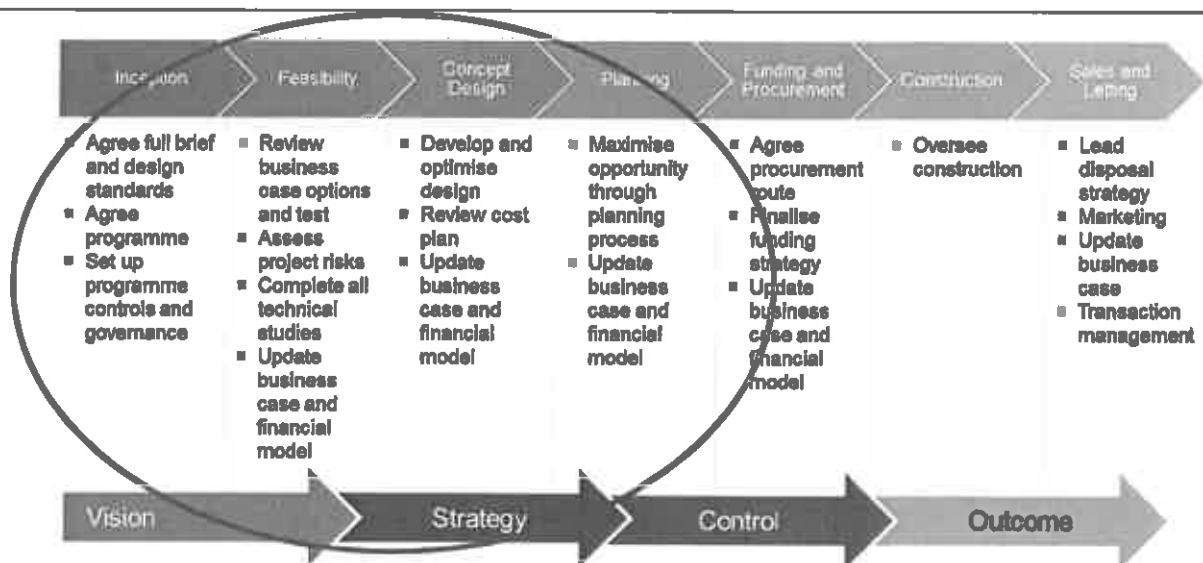 Inception
Feasibility
Concept
Design
Planning
Funding and
Procurement
Construction
Sales and
Letting
▪ Agree full brief
and design
standards
▪ Agree
programme
▪ Set up
programme
controls and
governance
▪ Review
business
case options
and test
▪ Assess
project risks
▪ Complete all
technical
studies
▪ Update
business
case and
financial
model
▪ Develop and
optimise
design
▪ Review cost
plan
▪ Update
business
case and
financial
model
▪ Maximise
opportunity
through
planning
process
▪ Update
business
case and
financial
model
▪ Agree
procurement
route
▪ Finalise
funding
strategy
▪ Update
business
case and
financial
model
▪ Oversee
construction
▪ Lead
disposal
strategy
▪ Marketing
▪ Update
business
case
▪ Transaction
management
Vision
Strategy
Control
Outcome